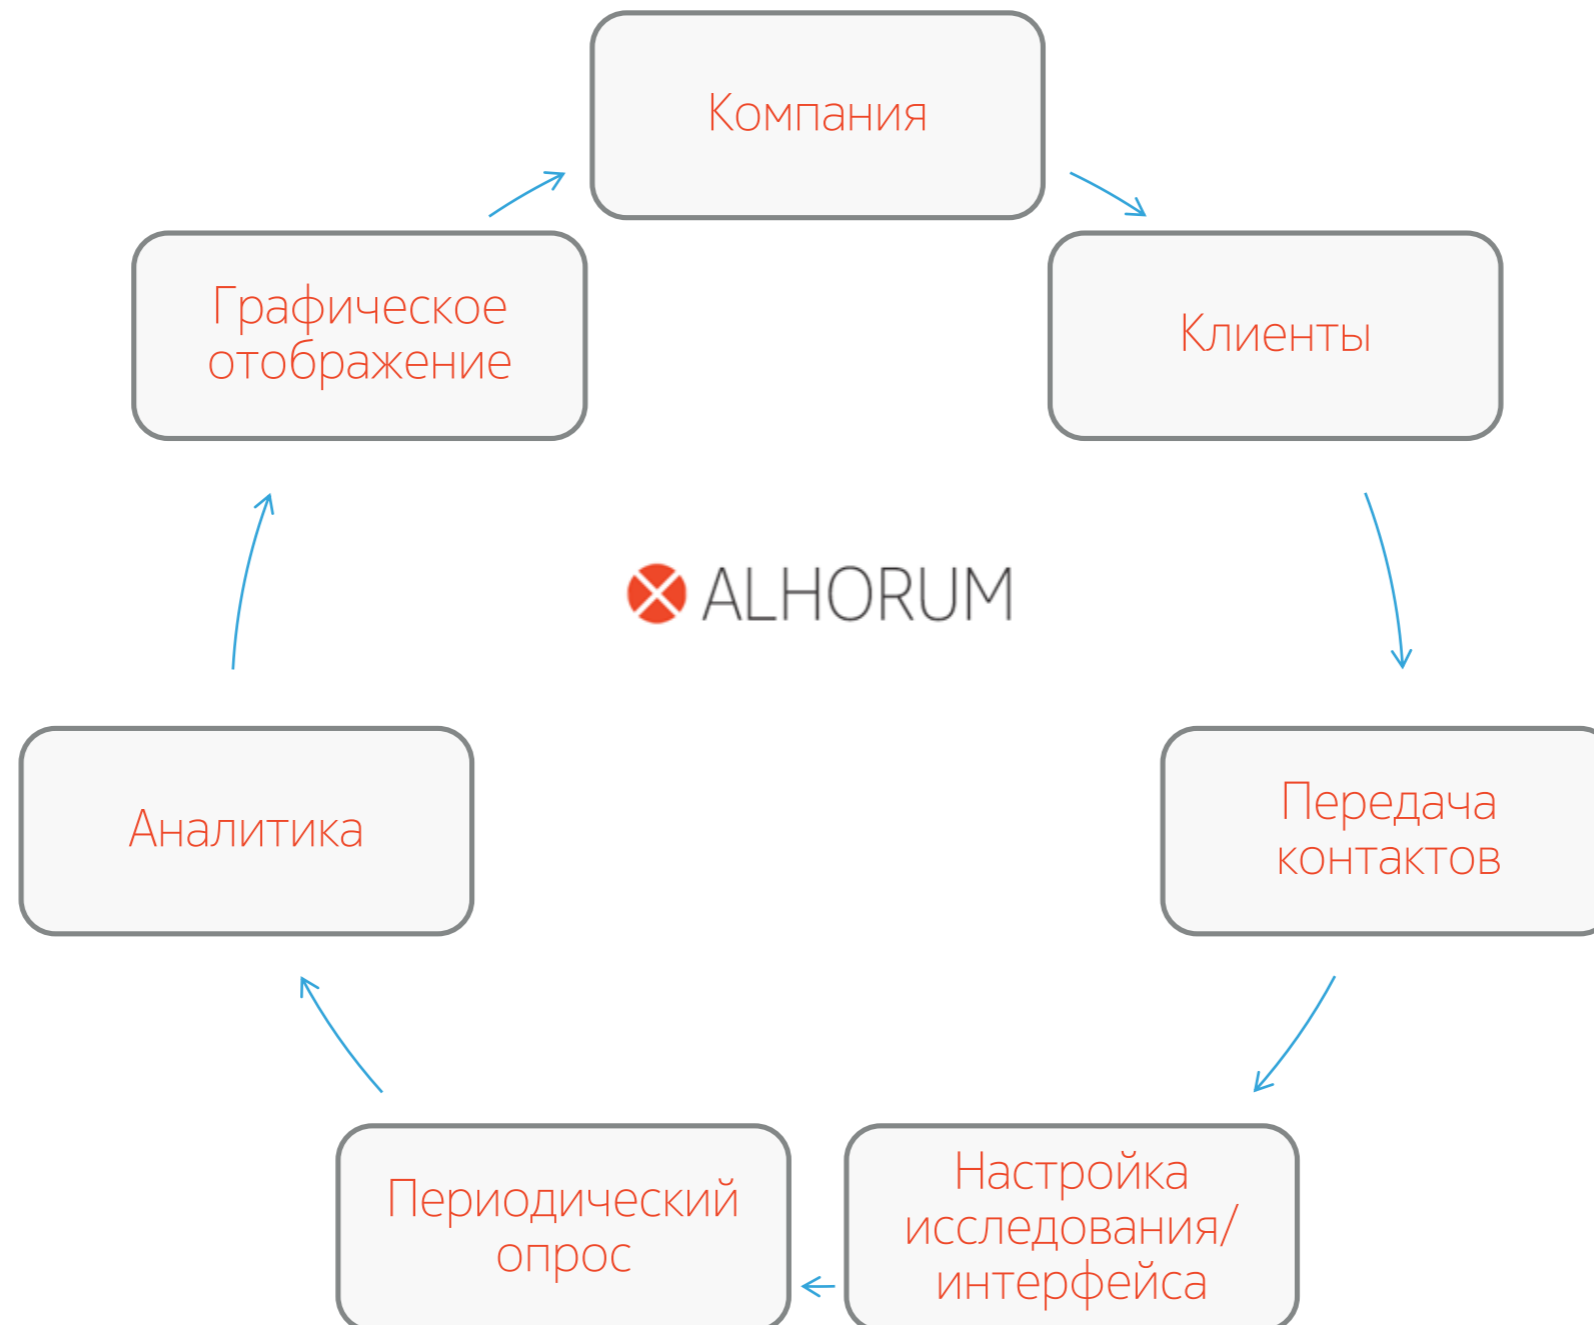 Компания
Клиенты
Передача
контактов
Настройка
исследования/
интерфейса
Периодический
опрос
Аналитика
Графическое
отображение
ALHORUM